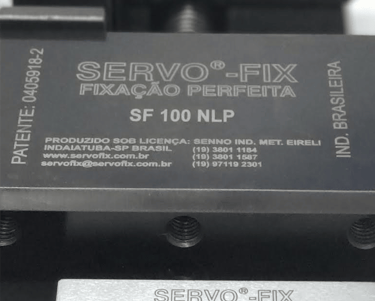 SERVO®-FIX
FIXAÇÃO PERFEITA
SF 100 NLP
PATENTE: 0405918-2
IND. BRASILEIRA
PRODUZIDO SOB LICENÇA: SENNO IND. MET. EIRELI
INDAIATUBA-SP BRASIL (19) 3801 1184
www.servofix.com.br (19) 3801 1587
servofix@servofix.com.br (19) 97119 2301
SERVO®-FIX